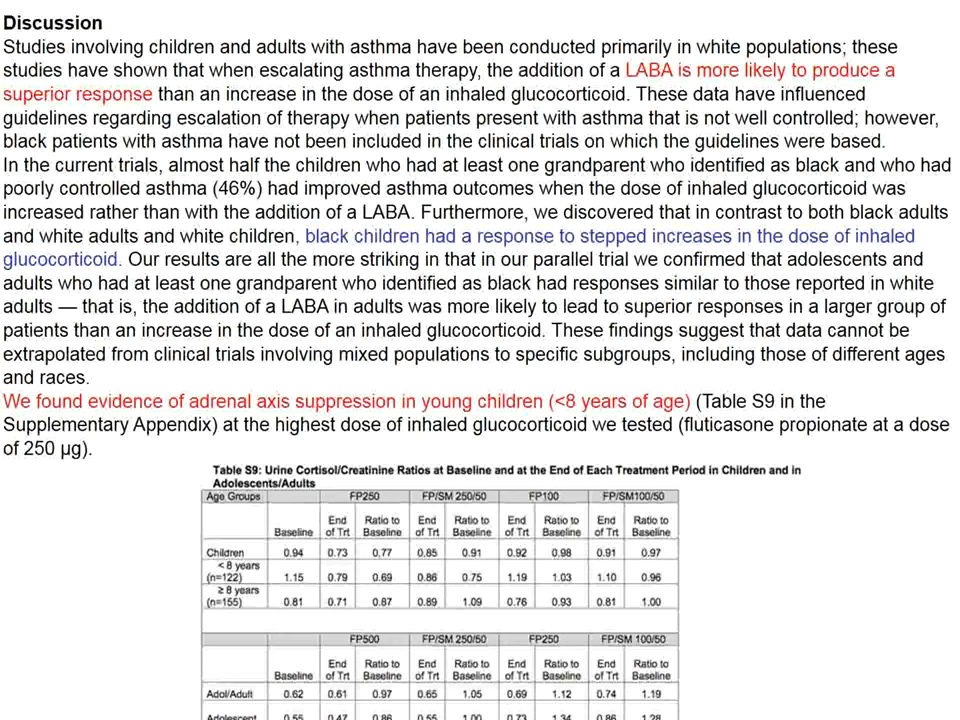 Discussion
Studies involving children and adults with asthma have been conducted primarily in white populations; these
studies have shown that when escalating asthma therapy, the addition of a LABA is more likely to produce a
superior response than an increase in the dose of an inhaled glucocorticoid. These data have influenced
guidelines regarding escalation of therapy when patients present with asthma that is not well controlled; however,
black patients with asthma have not been included in the clinical trials on which the guidelines were based.
In the current trials, almost half the children who had at least one grandparent who identified as black and who had
poorly controlled asthma (46%) had improved asthma outcomes when the dose of inhaled glucocorticoid was
increased rather than with the addition of a LABA. Furthermore, we discovered that in contrast to both black adults
and white adults and white children, black children had a response to stepped increases in the dose of inhaled
glucocorticoid. Our results are all the more striking in that in our parallel trial we confirmed that adolescents and
adults who had at least one grandparent who identified as black had responses similar to those reported in white
adults — that is, the addition of a LABA in adults was more likely to lead to superior responses in a larger group of
patients than an increase in the dose of an inhaled glucocorticoid. These findings suggest that data cannot be
extrapolated from clinical trials involving mixed populations to specific subgroups, including those of different ages
and races.
We found evidence of adrenal axis suppression in young children (<8 years of age) (Table S9 in the
Supplementary Appendix) at the highest dose of inhaled glucocorticoid we tested (fluticasone propionate at a dose
of 250 µg).
Table S9: Urine Cortisol/Creatinine Ratios at Baseline and at the End of Each Treatment Period in Children and in
Adolescents/Adults
Age Groups FP250 FP/SM 250/50 FP100 FP/SM100/50
End Ratio to End Ratio to End Ratio to End Ratio to
Baseline of Trt Baseline of Trt Baseline of Trt Baseline of Trt Baseline
Children 0.94 0.73 0.77 0.85 0.91 0.92 0.98 0.91 0.97
< 8 years
(n=122) 1.15 0.79 0.69 0.86 0.75 1.19 1.03 1.10 0.96
≥ 8 years
(n=155) 0.81 0.71 0.87 0.89 1.09 0.76 0.93 0.81 1.00
FP500 FP/SM 250/50 FP250 FP/SM 100/50
End Ratio to End Ratio to End Ratio to End Ratio to
Baseline of Trt Baseline of Trt Baseline of Trt Baseline of Trt Baseline
Adol/Adult 0.62 0.61 0.97 0.65 1.05 0.69 1.12 0.74 1.19
Adolescent 0.55 0.47 0.86 0.55 1.00 0.73 1.34 0.86 1.28